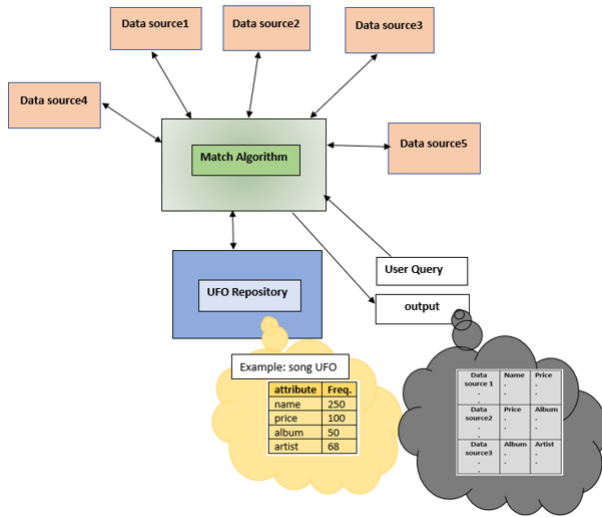 Data source1
Data source2
Data source3
Data source4
Match Algorithm
Data source5
User Query
UFO Repository
output
Example: song UFO
attribute Freq.
name 250
price 100
album 50
artist 68
Data Name Price
source 1 . .
. . .
.
Data Price Album
source2 . .
. . .
.
Data Album Artist
source3 . .
. . .
.